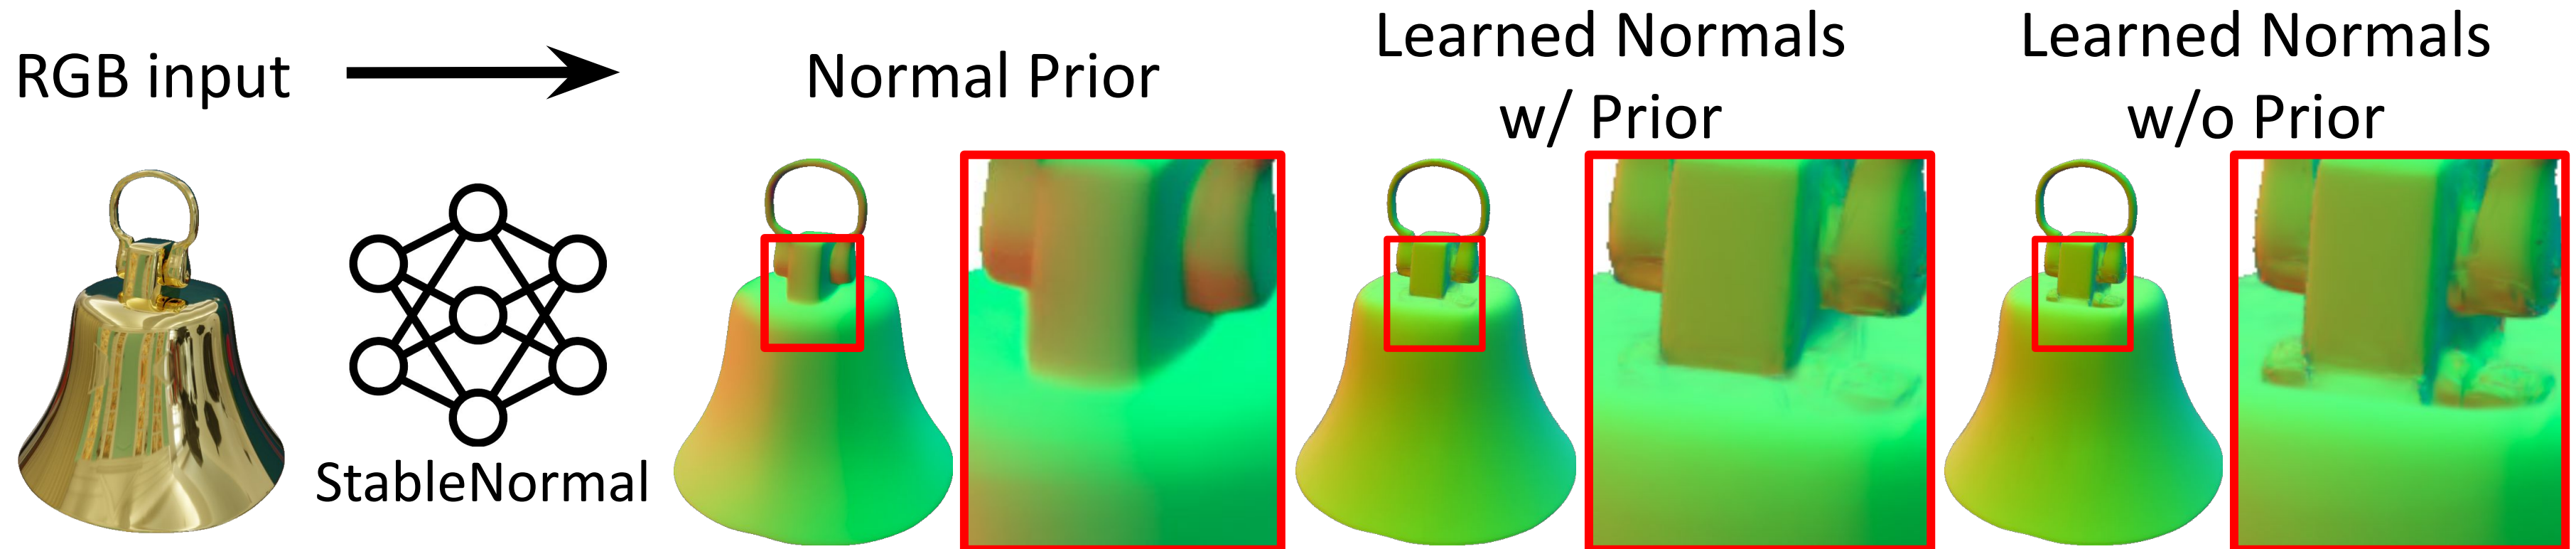 RGB input
Normal Prior
Learned Normals
w/ Prior
Learned Normals
w/o Prior
StableNormal